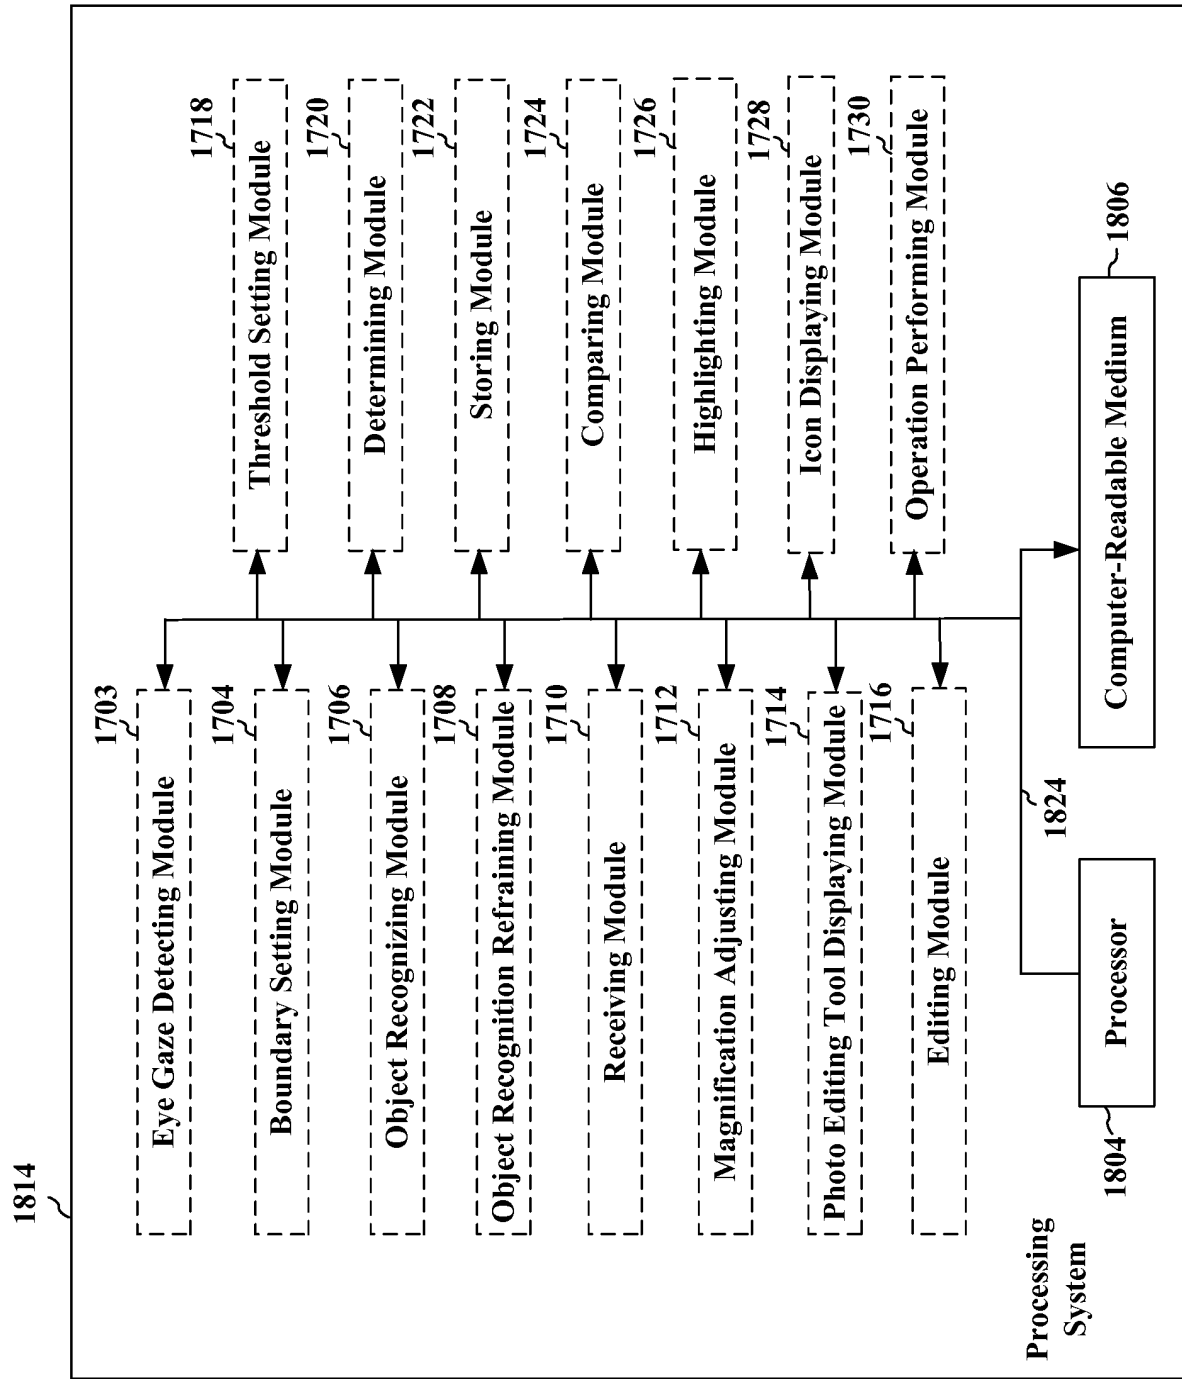 1814
1703
Eye Gaze Detecting Module
1704
Boundary Setting Module
1706
Object Recognizing Module
1708
Object Recognition Refraining Module
1710
Receiving Module
1712
Magnification Adjusting Module
1714
Photo Editing Tool Displaying Module
1716
Editing Module
1718
Threshold Setting Module
1720
Determining Module
1722
Storing Module
1724
Comparing Module
1726
Highlighting Module
1728
Icon Displaying Module
1730
Operation Performing Module
1824
Processor
1804
Computer-Readable Medium
1806
Processing
System